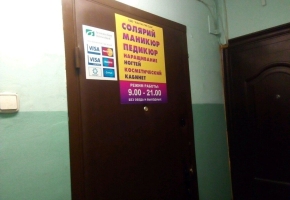 СОЛЯРИЙ
МАНИКЮР
ПЕДИКЮР
НАРАЩИВАНИЕ
НОГТЕЙ
КОСМЕТИЧЕСКИЙ
КАБИНЕТ
РЕЖИМ РАБОТЫ:
9.00 - 21.00
VISA
VISA